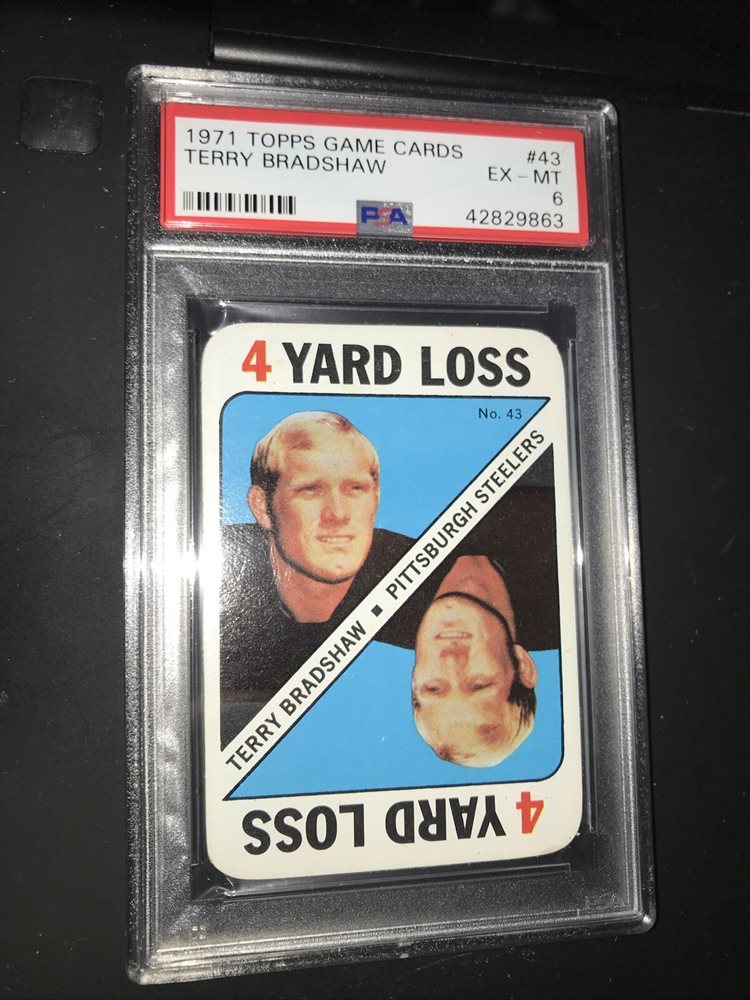 1971 TOPPS GAME CARDS #43
TERRY BRADSHAW EX – MT
6
PSA 42829863
4 YARD LOSS
No. 43
TERRY BRADSHAW ▪ PITTSBURGH STEELERS
4 YARD LOSS
PSA